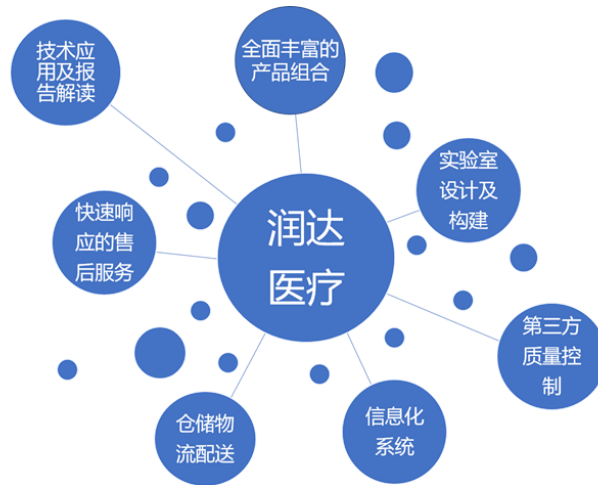 技术应
用及报
告解读
全面丰富的
产品组合
实验室
设计及
构建
快速响
应的售
后服务
润达
医疗
第三方
质量控
制
仓储物
流配送
信息化
系统